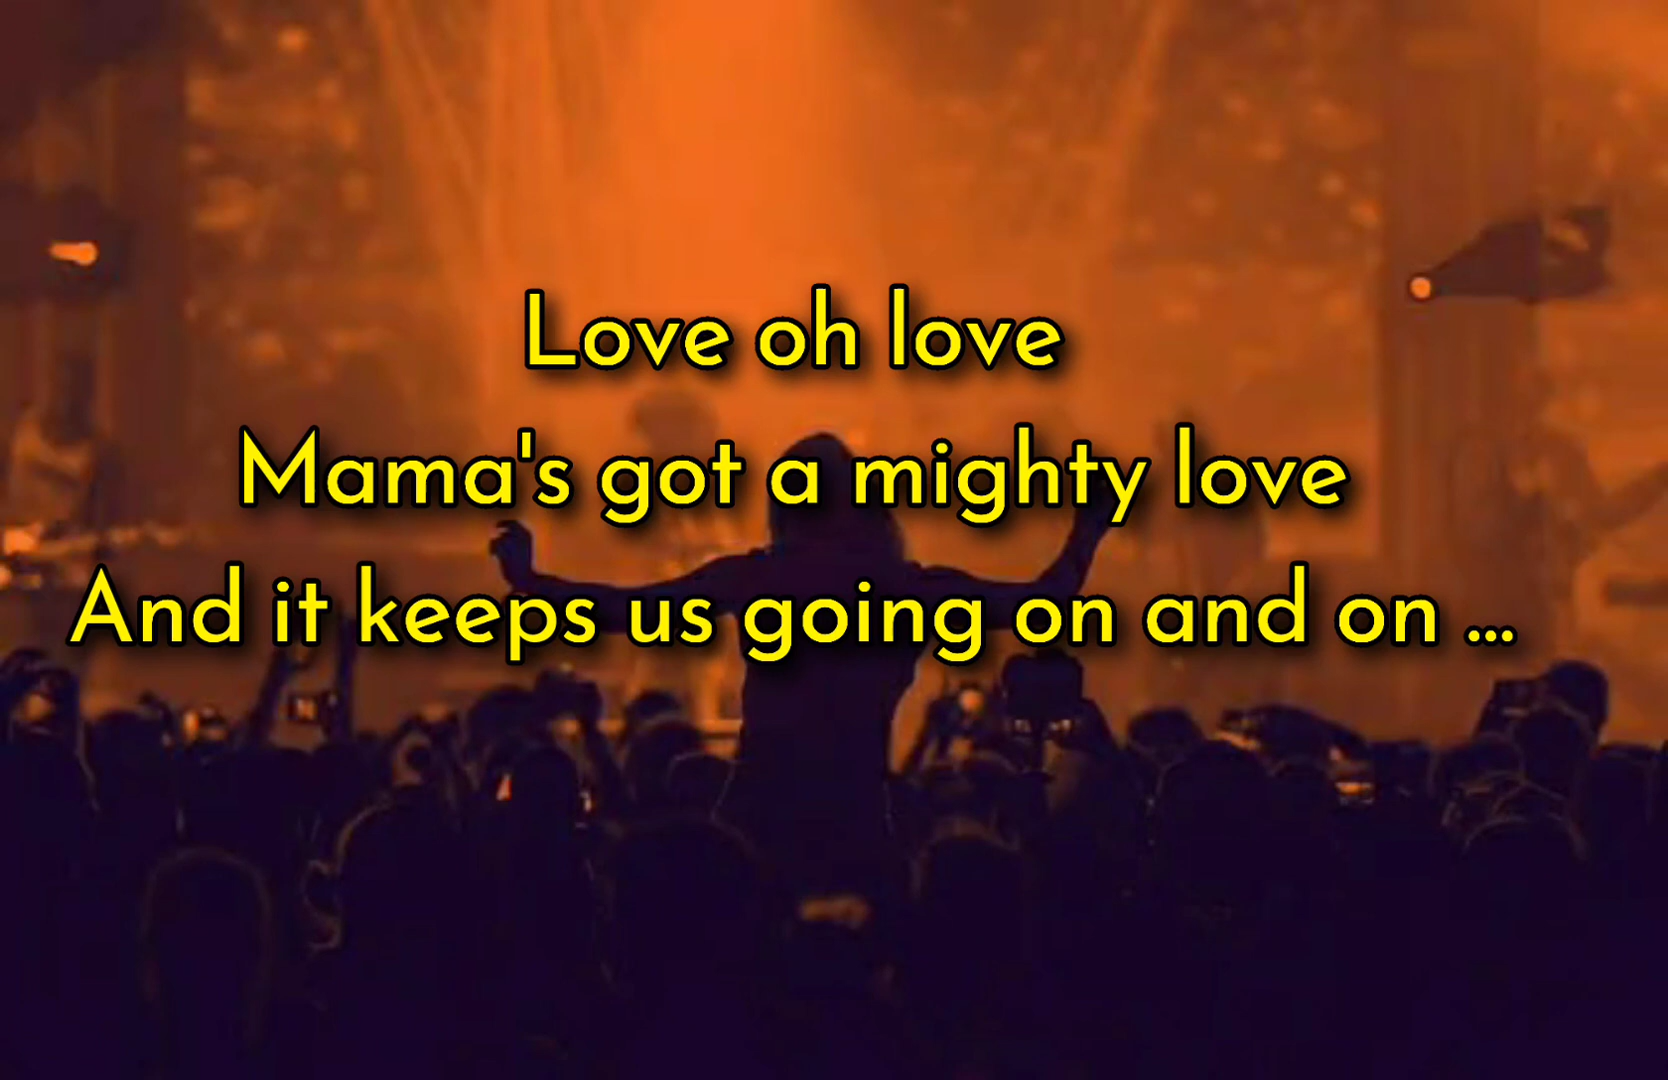 Love oh love
Mama's got a mighty love
And it keeps us going on and on ...